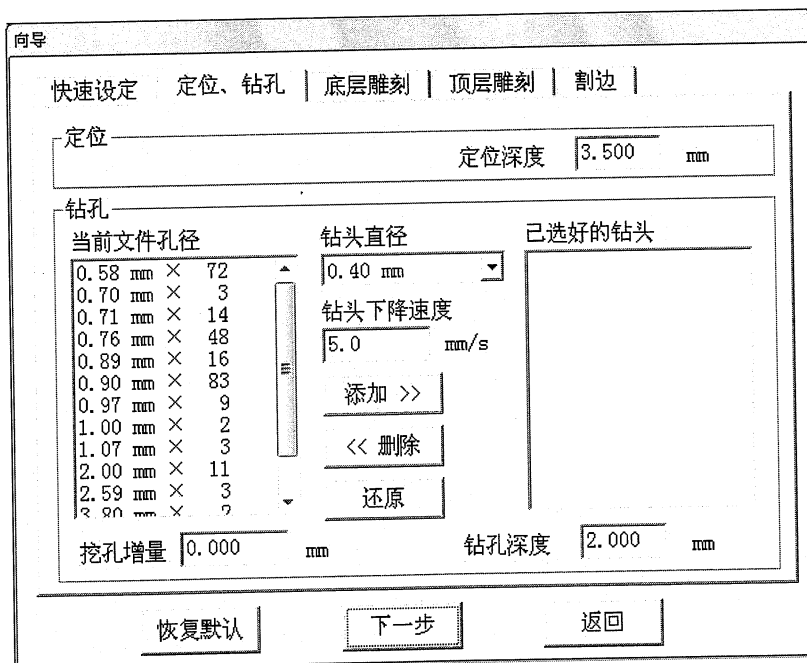 向导
快速设定 定位、钻孔 底层雕刻 顶层雕刻 割边
定位
定位深度 3.500 mm
钻孔
当前文件孔径 钻头直径 已选好的钻头
0.58 mm × 72
0.70 mm × 3
0.71 mm × 14
0.76 mm × 48
0.89 mm × 16
0.90 mm × 83
0.97 mm × 9
1.00 mm × 2
1.07 mm × 3
2.00 mm × 11
2.59 mm × 3
3.80 mm × 2
0.40 mm
钻头下降速度
5.0 mm/s
添加 >>
<< 删除
还原
挖孔增量 0.000 mm 钻孔深度 2.000 mm
恢复默认 下一步 返回